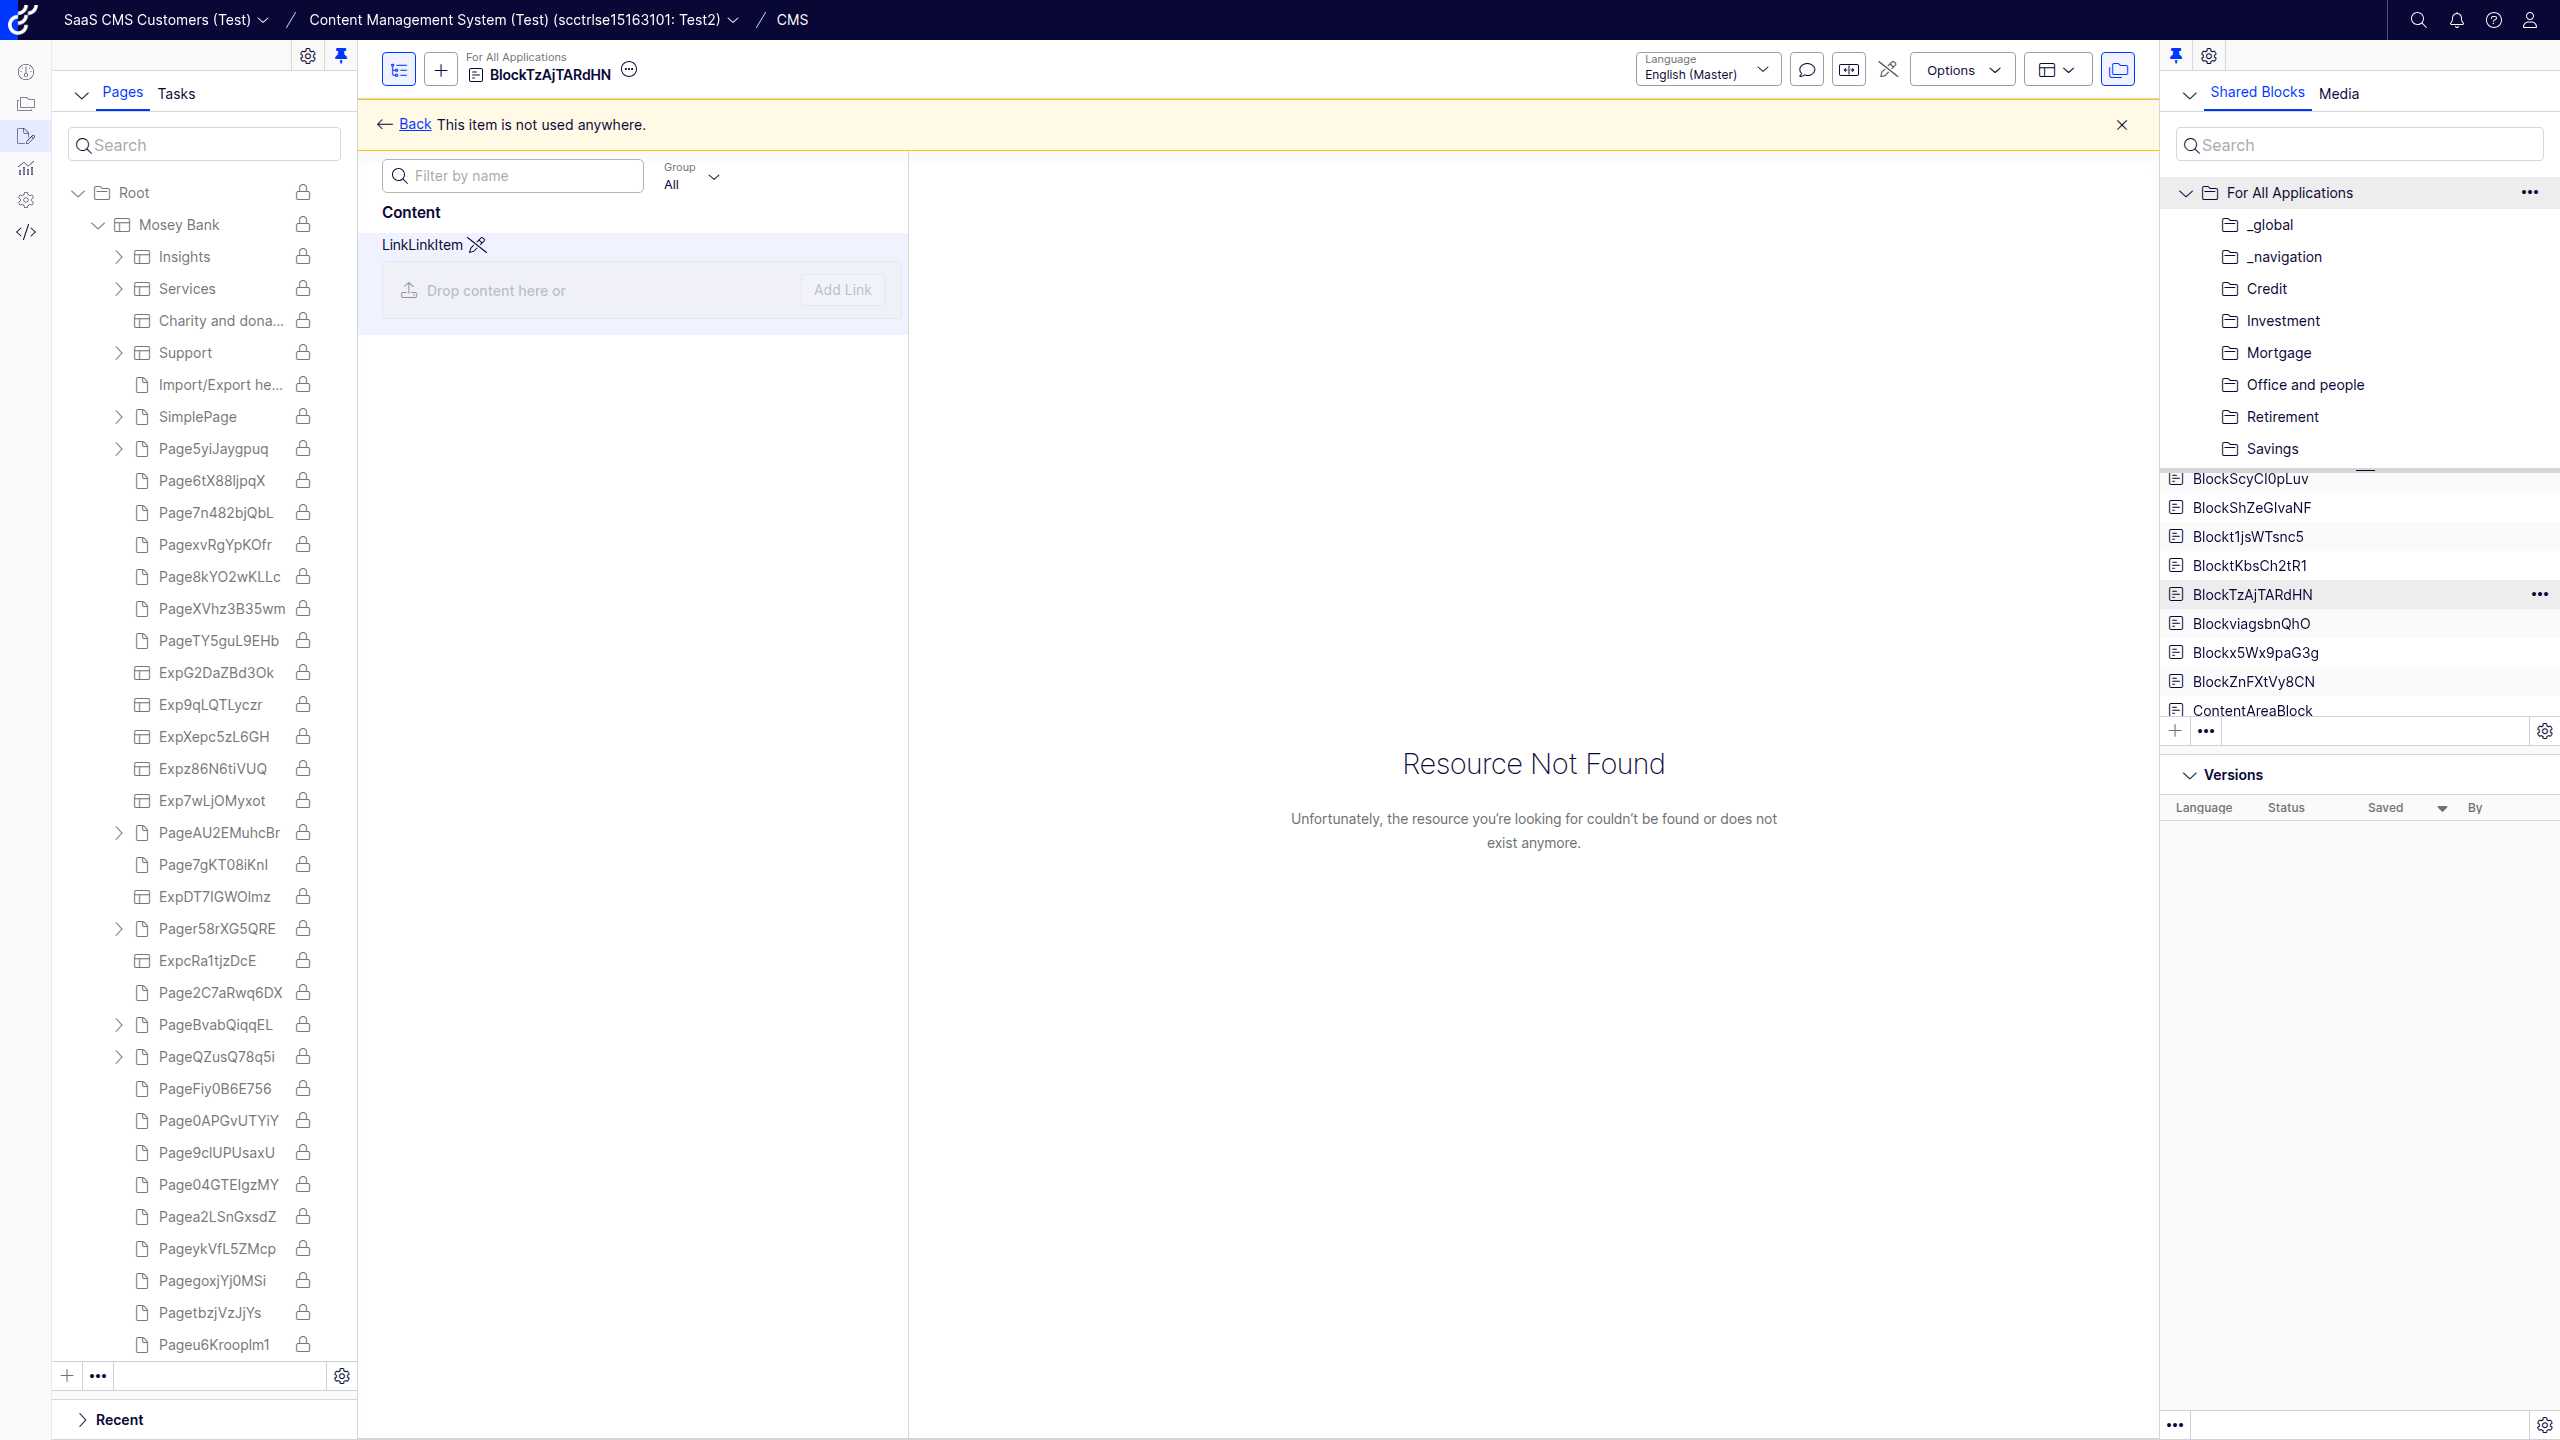 SaaS CMS Customers (Test) / Content Management System (Test) (scctrlse15163101: Test2) / CMS
Pages Tasks
Search
Root
Mosey Bank
Insights
Services
Charity and dona...
Support
Import/Export he...
SimplePage
Page5yiJaygpuq
Page6tX88ljpqX
Page7n482bjQbL
PagexvRgYpKOfr
Page8kYO2wKLLc
PageXVhz3B35wm
PageTY5guL9EHb
ExpG2DaZBd3Ok
Exp9qLQTLyczr
ExpXepc5zL6GH
Expz86N6tiVUQ
Exp7wLjOMyxot
PageAU2EMuhcBr
Page7gKT08iKnl
ExpDT7IGWOlmz
Pager58rXG5QRE
ExpcRa1tjzDcE
Page2C7aRwq6DX
PageBvabQiqqEL
PageQZusQ78q5i
PageFiy0B6E756
Page0APGvUTYiY
Page9clUPUsaxU
Page04GTEIgzMY
Pagea2LSnGxsdZ
PageykVfL5ZMcp
PagegoxjYj0MSi
PagetbzjVzJjYs
Pageu6Krooplm1
Recent
For All Applications
BlockTzAjTARdHN
Language
English (Master)
Options
Back This item is not used anywhere.
Filter by name
Group
All
Content
LinkLinkItem
Drop content here or
Add Link
Resource Not Found
Unfortunately, the resource you're looking for couldn't be found or does not
exist anymore.
Shared Blocks Media
Search
For All Applications
_global
_navigation
Credit
Investment
Mortgage
Office and people
Retirement
Savings
BlockScyCl0pLuv
BlockShZeGlvaNF
Blockt1jsWTsnc5
BlocktKbsCh2tR1
BlockTzAjTARdHN
BlockviagsbnQhO
Blockx5Wx9paG3g
BlockZnFXtVy8CN
ContentAreaBlock
Versions
Language Status Saved By